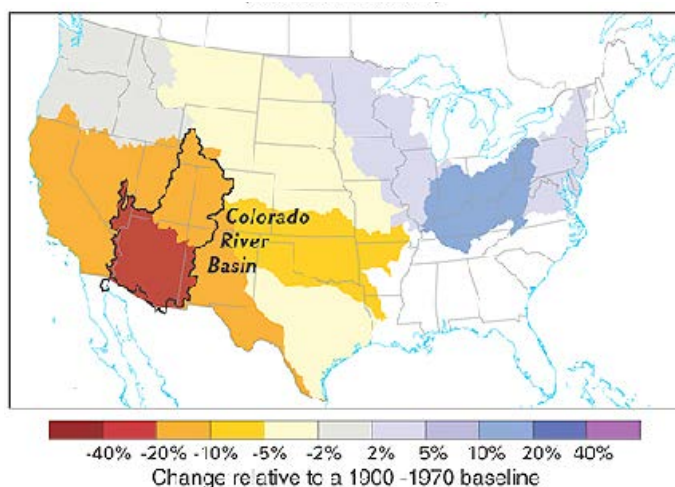 Colorado
River
Basin
-40% -20% -10% -5% -2% 2% 5% 10% 20% 40%
Change relative to a 1900 -1970 baseline